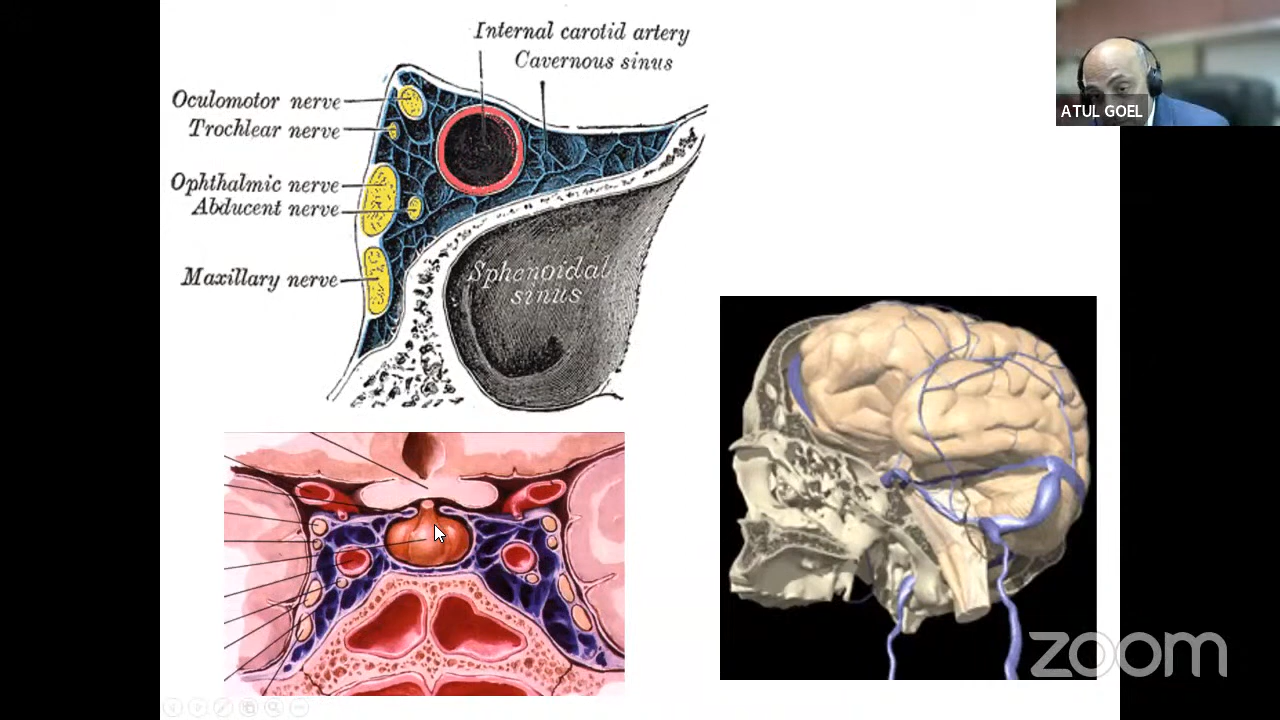 Internal carotid artery
Cavernous sinus
Oculomotor nerve
Trochlear nerve
Ophthalmic nerve
Abducent nerve
Maxillary nerve
Sphenoidal
sinus
ATUL GOEL
zoom